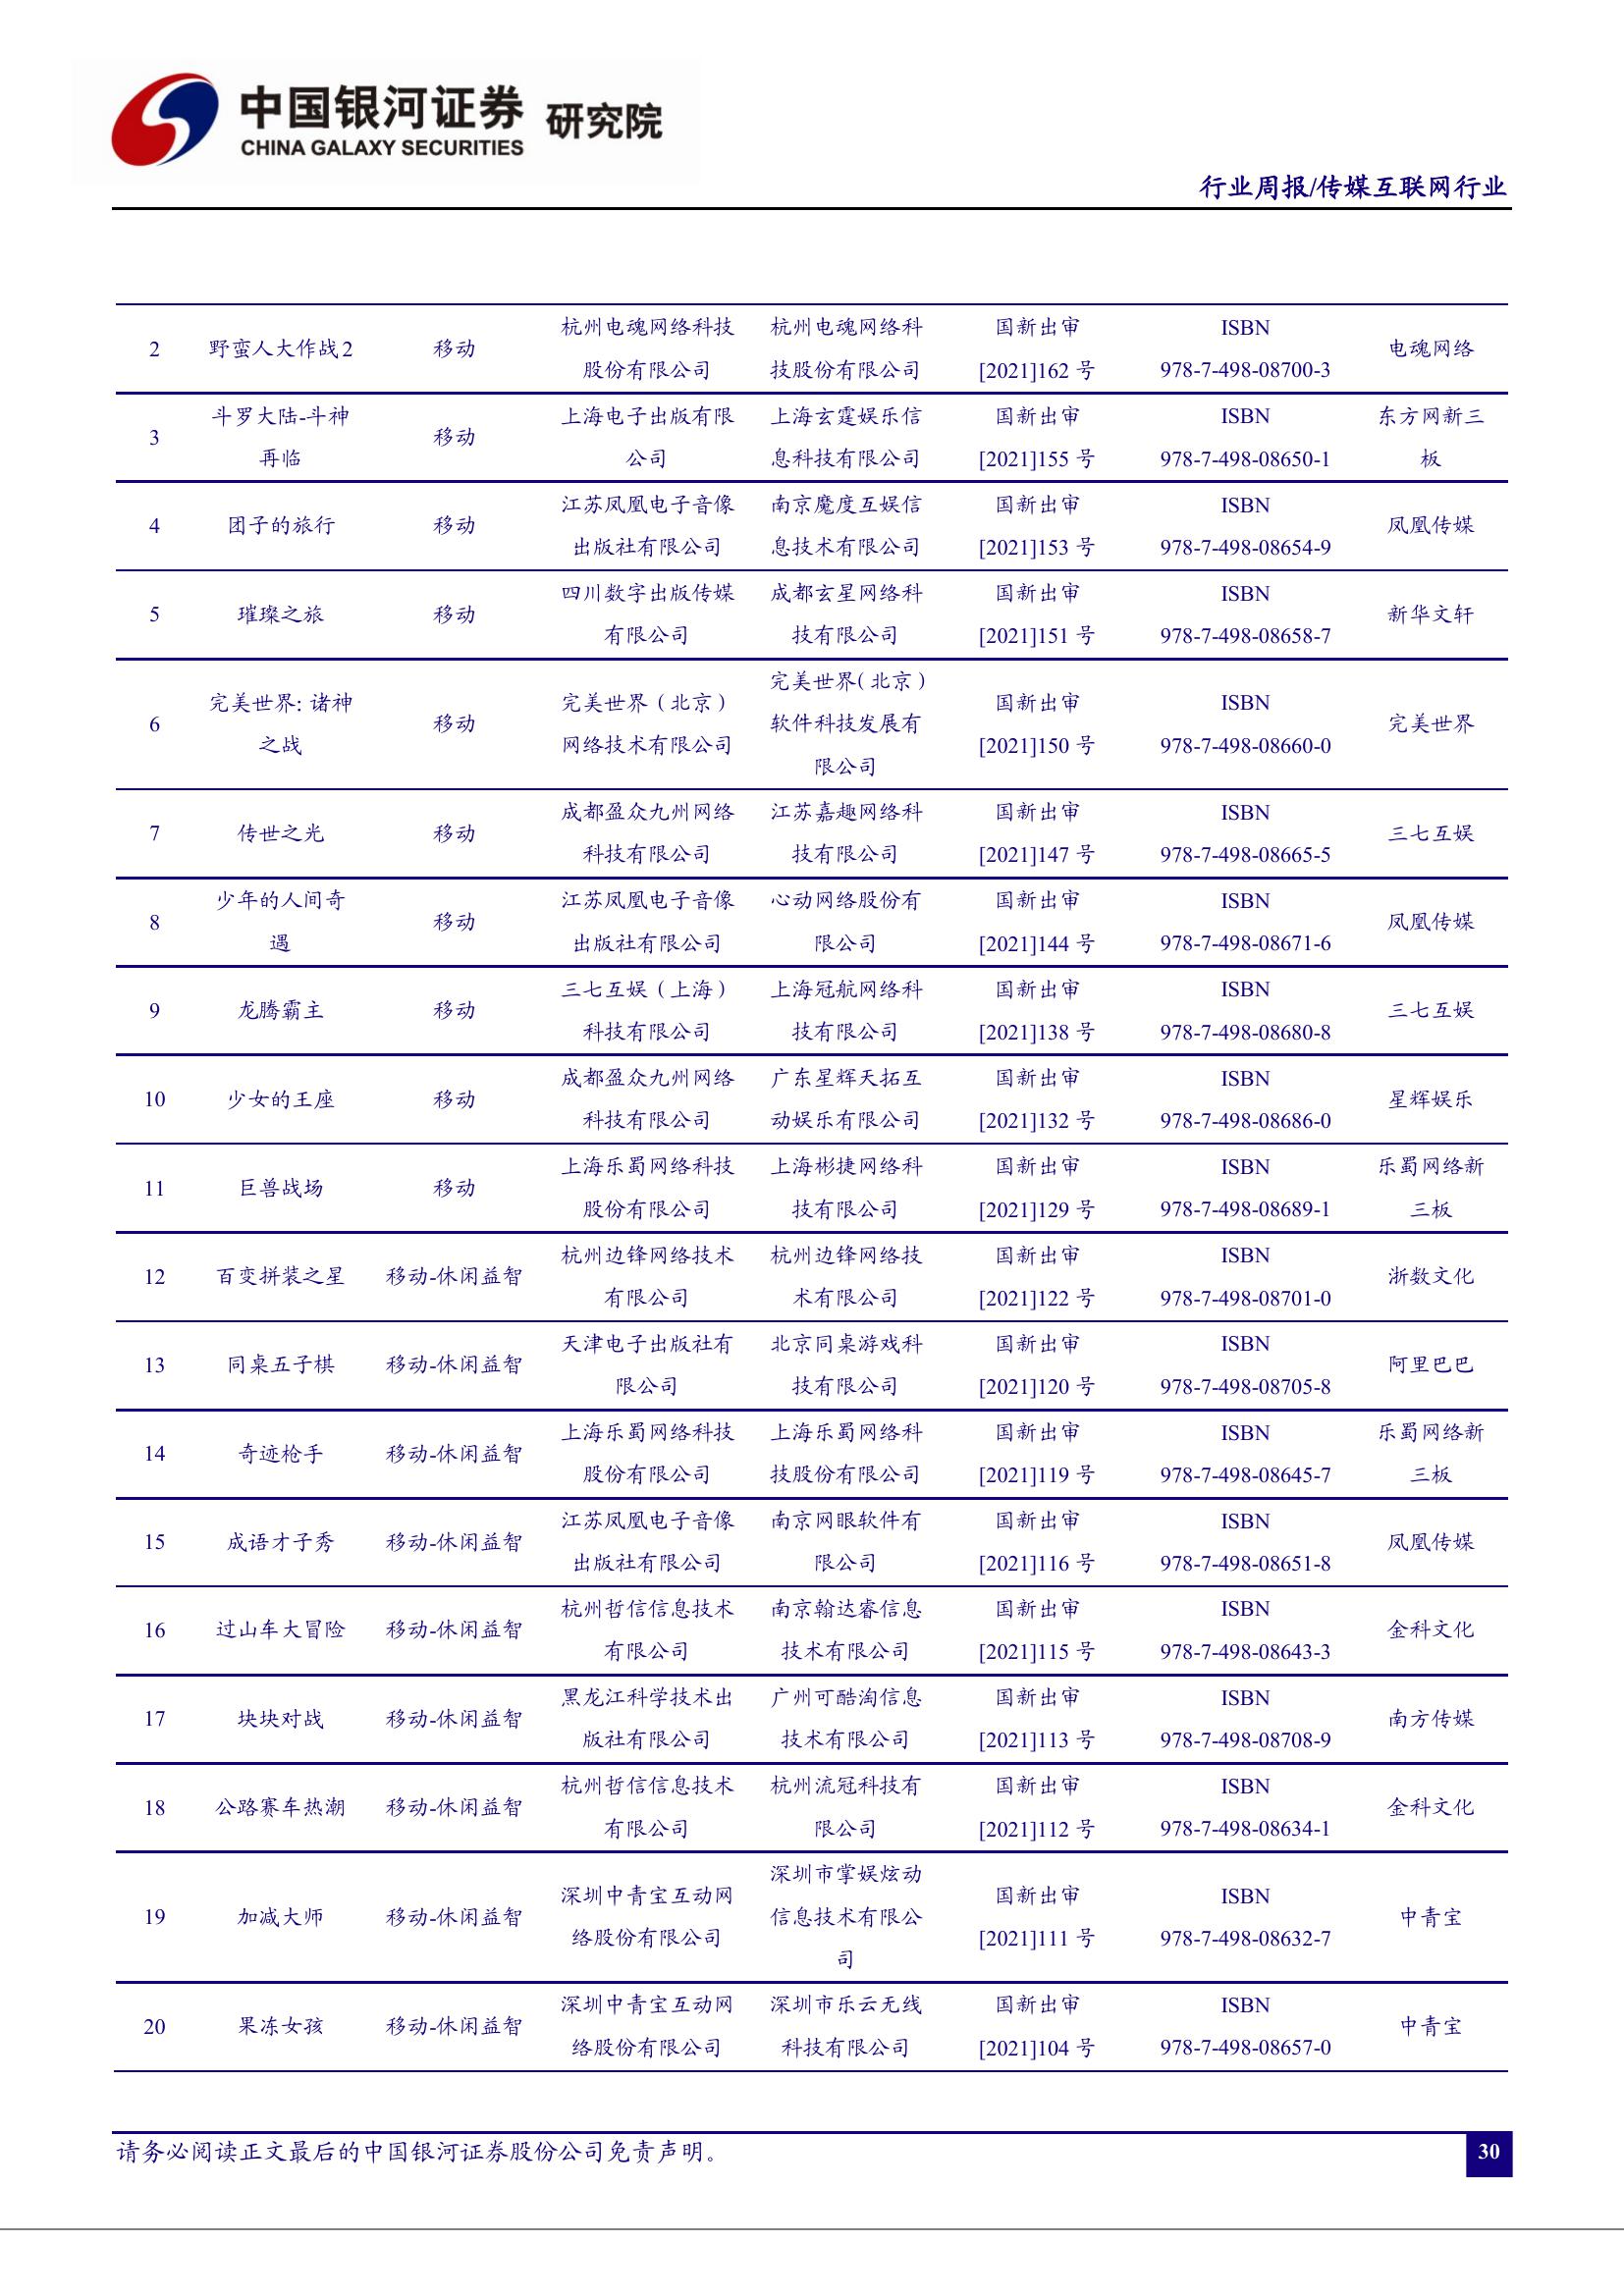 中国银河证券 研究院
CHINA GALAXY SECURITIES
行业周报/传媒互联网行业
2 野蛮人大作战2 移动 杭州电魂网络科技 杭州电魂网络科 国新出审 ISBN 电魂网络
股份有限公司 技股份有限公司 [2021]162 号 978-7-498-08700-3
3 斗罗大陆-斗神 移动 上海电子出版有限 上海玄霆娱乐信 国新出审 ISBN 东方网新三
再临 公司 息科技有限公司 [2021]155 号 978-7-498-08650-1 板
4 团子的旅行 移动 江苏凤凰电子音像 南京魔度互娱信 国新出审 ISBN 凤凰传媒
出版社有限公司 息技术有限公司 [2021]153 号 978-7-498-08654-9
5 璀璨之旅 移动 四川数字出版传媒 成都玄星网络科 国新出审 ISBN 新华文轩
有限公司 技有限公司 [2021]151 号 978-7-498-08658-7
6 完美世界: 诸神 移动 完美世界（北京） 完美世界(北京） 国新出审 ISBN 完美世界
之战 网络技术有限公司 软件科技发展有 [2021]150 号 978-7-498-08660-0
限公司
7 传世之光 移动 成都盈众九州网络 江苏嘉趣网络科 国新出审 ISBN 三七互娱
科技有限公司 技有限公司 [2021]147 号 978-7-498-08665-5
8 少年的人间奇 移动 江苏凤凰电子音像 心动网络股份有 国新出审 ISBN 凤凰传媒
遇 出版社有限公司 限公司 [2021]144 号 978-7-498-08671-6
9 龙腾霸主 移动 三七互娱（上海） 上海冠航网络科 国新出审 ISBN 三七互娱
科技有限公司 技有限公司 [2021]138 号 978-7-498-08680-8
10 少女的王座 移动 成都盈众九州网络 广东星辉天拓互 国新出审 ISBN 星辉娱乐
科技有限公司 动娱乐有限公司 [2021]132 号 978-7-498-08686-0
11 巨兽战场 移动 上海乐蜀网络科技 上海彬捷网络科 国新出审 ISBN 乐蜀网络新
股份有限公司 技有限公司 [2021]129 号 978-7-498-08689-1 三板
12 百变拼装之星 移动-休闲益智 杭州边锋网络技术 杭州边锋网络技 国新出审 ISBN 浙数文化
有限公司 术有限公司 [2021]122 号 978-7-498-08701-0
13 同桌五子棋 移动-休闲益智 天津电子出版社有 北京同桌游戏科 国新出审 ISBN 阿里巴巴
限公司 技有限公司 [2021]120 号 978-7-498-08705-8
14 奇迹枪手 移动-休闲益智 上海乐蜀网络科技 上海乐蜀网络科 国新出审 ISBN 乐蜀网络新
股份有限公司 技股份有限公司 [2021]119 号 978-7-498-08645-7 三板
15 成语才子秀 移动-休闲益智 江苏凤凰电子音像 南京网眼软件有 国新出审 ISBN 凤凰传媒
出版社有限公司 限公司 [2021]116 号 978-7-498-08651-8
16 过山车大冒险 移动-休闲益智 杭州哲信信息技术 南京翰达睿信息 国新出审 ISBN 金科文化
有限公司 技术有限公司 [2021]115 号 978-7-498-08643-3
17 块块对战 移动-休闲益智 黑龙江科学技术出 广州可酷淘信息 国新出审 ISBN 南方传媒
版社有限公司 技术有限公司 [2021]113 号 978-7-498-08708-9
18 公路赛车热潮 移动-休闲益智 杭州哲信信息技术 杭州流冠科技有 国新出审 ISBN 金科文化
有限公司 限公司 [2021]112 号 978-7-498-08634-1
19 加减大师 移动-休闲益智 深圳中青宝互动网 深圳市掌娱炫动 国新出审 ISBN 中青宝
络股份有限公司 信息技术有限公 [2021]111 号 978-7-498-08632-7
司
20 果冻女孩 移动-休闲益智 深圳中青宝互动网 深圳市乐云无线 国新出审 ISBN 中青宝
络股份有限公司 科技有限公司 [2021]104 号 978-7-498-08657-0
请务必阅读正文最后的中国银河证券股份公司免责声明。 30